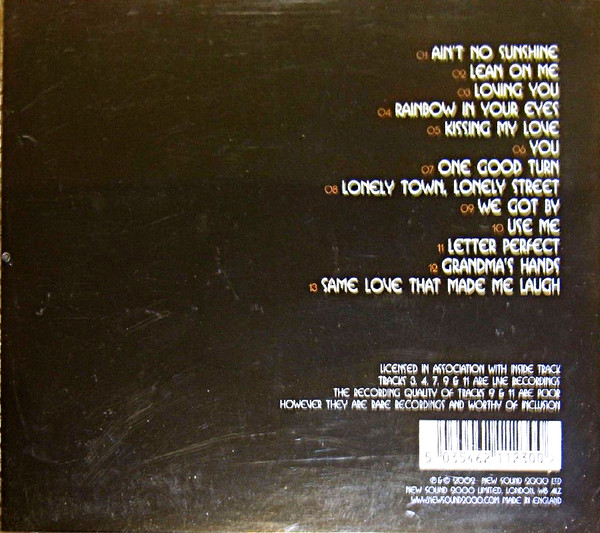 01 AIN'T NO SUNSHINE
02 LEAN ON ME
03 LOVING YOU
04 RAINBOW IN YOUR EYES
05 KISSING MY LOVE
06 YOU
07 ONE GOOD TURN
08 LONELY TOWN, LONELY STREET
09 WE GOT BY
10 USE ME
11 LETTER PERFECT
12 GRANDMA'S HANDS
13 SAME LOVE THAT MADE ME LAUGH
LICENSED IN ASSOCIATION WITH INSIDE TRACK
TRACKS 3, 4, 7, 9 & 11 ARE LIVE RECORDINGS
THE RECORDING QUALITY OF TRACKS 9 & 11 ARE POOR
HOWEVER THEY ARE RARE RECORDINGS AND WORTHY OF INCLUSION
5 035462 112300
℗ & © 2002 NEW SOUND 2000 LTD
NEW SOUND 2000 LIMITED, LONDON, W8 4LZ
WWW.NEWSOUND2000.COM MADE IN ENGLAND